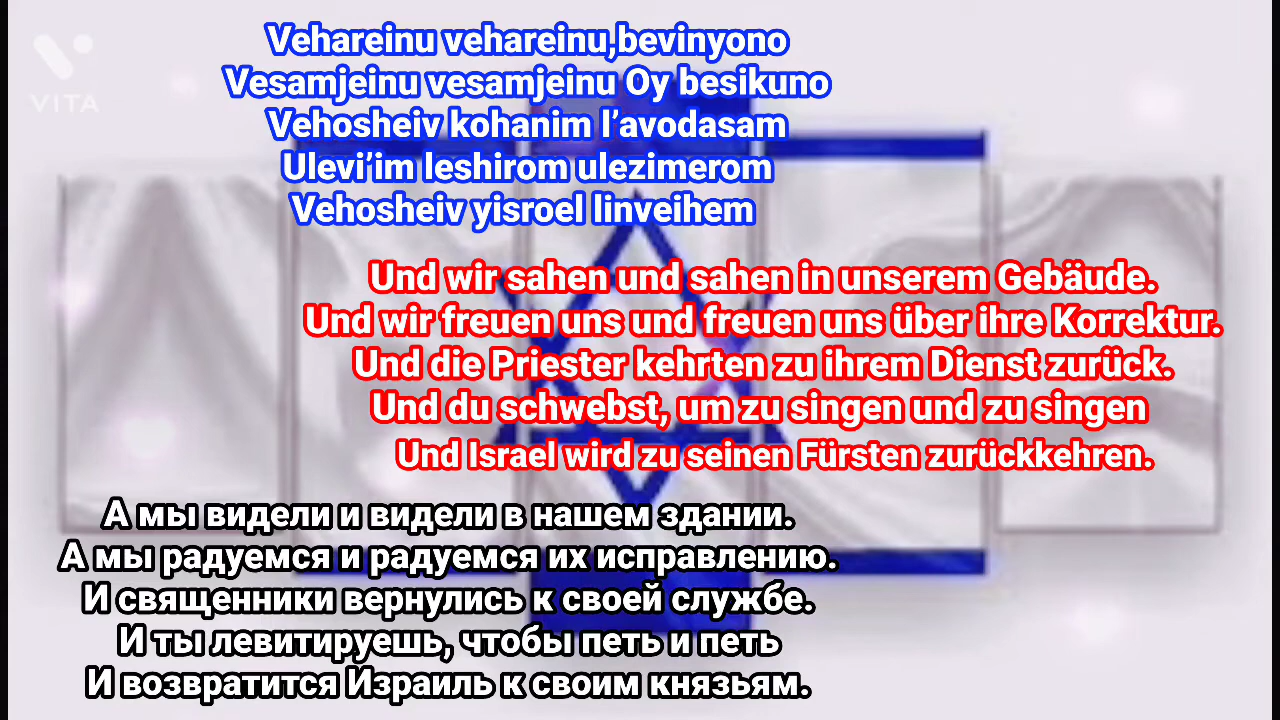 VITA
Vehareinu vehareinu,bevinyono
Vesamjeinu vesamjeinu Oy besikuno
Vehosheiv kohanim l’avodasam
Ulevi’im leshirom ulezimerom
Vehosheiv yisroel linveihem
Und wir sahen und sahen in unserem Gebäude.
Und wir freuen uns und freuen uns über ihre Korrektur.
Und die Priester kehrten zu ihrem Dienst zurück.
Und du schwebst, um zu singen und zu singen
Und Israel wird zu seinen Fürsten zurückkehren.
А мы видели и видели в нашем здании.
А мы радуемся и радуемся их исправлению.
И священники вернулись к своей службе.
И ты левитируешь, чтобы петь и петь
И возвратится Израиль к своим князьям.